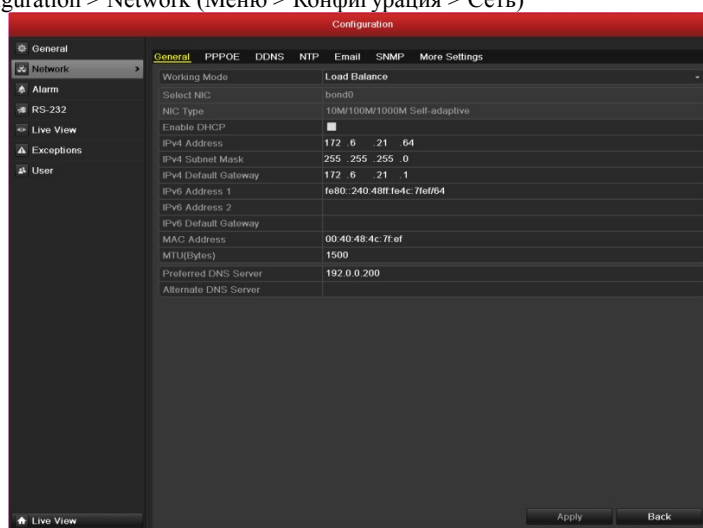 guration > Network (Меню > Конфигурация > Сеть)
Configuration
General
Network >
Alarm
RS-232
Live View
Exceptions
User
General PPPOE DDNS NTP Email SNMP More Settings
Working Mode Load Balance
Select NIC bond0
NIC Type 10M/100M/1000M Self-adaptive
Enable DHCP
IPv4 Address 172 .6 .21 .64
IPv4 Subnet Mask 255 .255 .255 .0
IPv4 Default Gateway 172 .6 .21 .1
IPv6 Address 1 fe80::240:48ff:fe4c:7fef/64
IPv6 Address 2
IPv6 Default Gateway
MAC Address 00:40:48:4c:7f:ef
MTU(Bytes) 1500
Preferred DNS Server 192.0.0.200
Alternate DNS Server
Live View
Apply Back